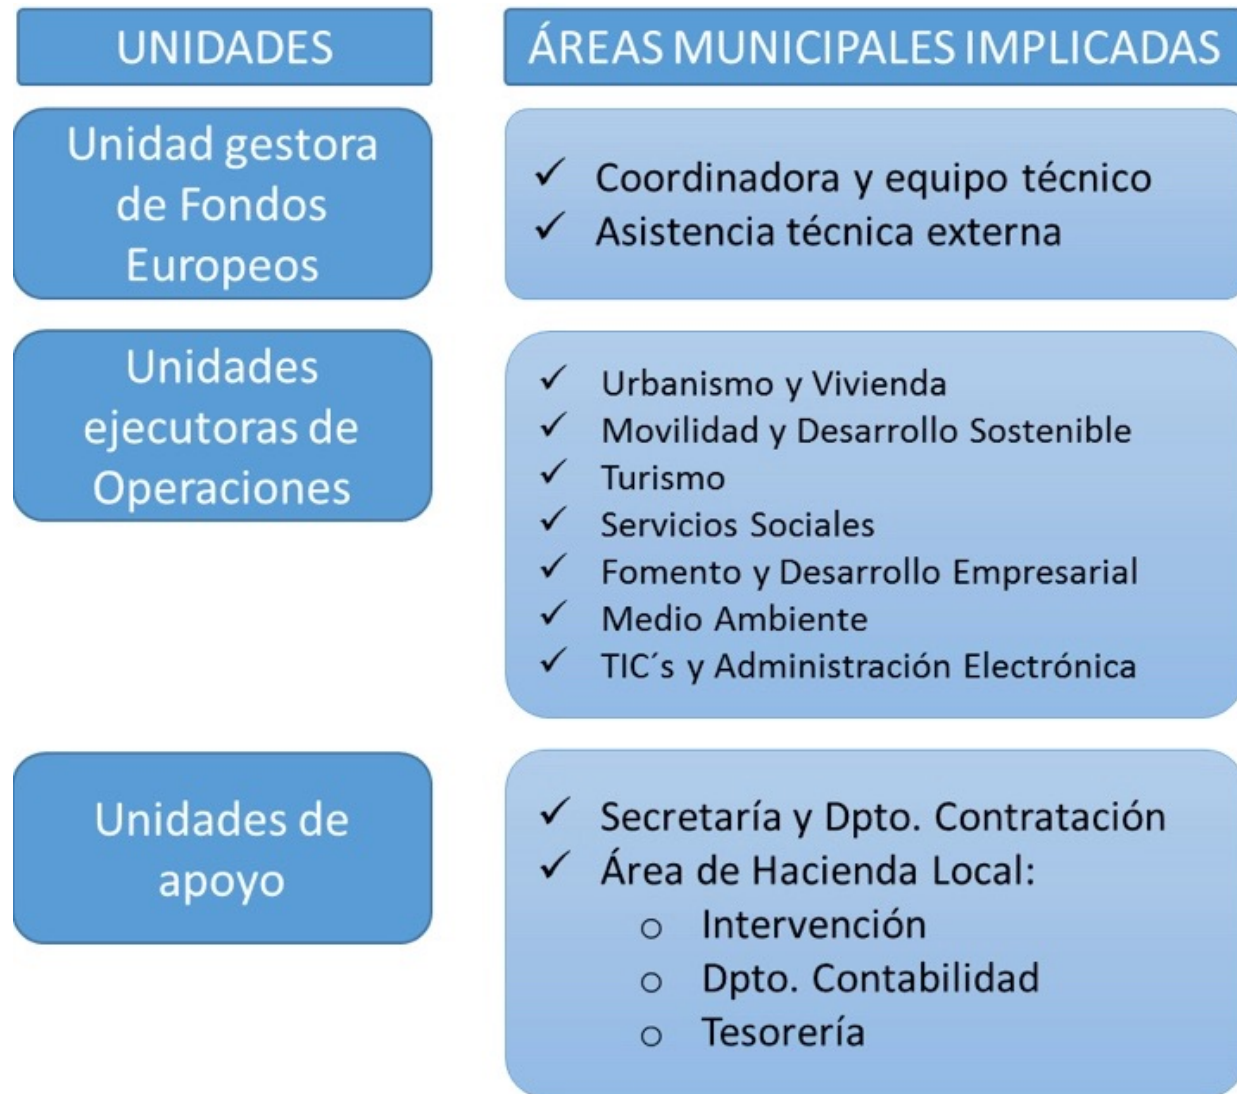 UNIDADES
ÁREAS MUNICIPALES IMPLICADAS
Unidad gestora
de Fondos
Europeos
✓ Coordinadora y equipo técnico
✓ Asistencia técnica externa
Unidades
ejecutoras de
Operaciones
✓ Urbanismo y Vivienda
✓ Movilidad y Desarrollo Sostenible
✓ Turismo
✓ Servicios Sociales
✓ Fomento y Desarrollo Empresarial
✓ Medio Ambiente
✓ TIC´s y Administración Electrónica
Unidades de
apoyo
✓ Secretaría y Dpto. Contratación
✓ Área de Hacienda Local:
o Intervención
o Dpto. Contabilidad
o Tesorería